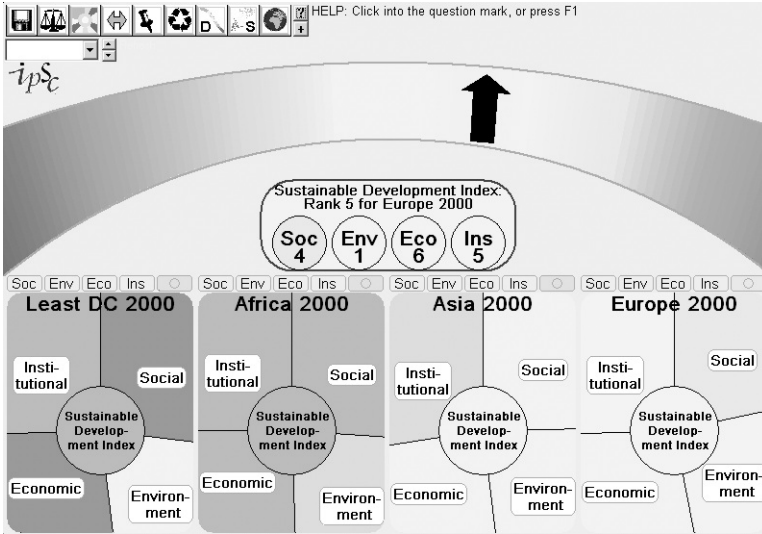 HELP: Click into the question mark, or press F1
D
S
?
+
ipsc
Sustainable Development Index:
Rank 5 for Europe 2000
Soc 4
Env 1
Eco 6
Ins 5
Soc Env Eco Ins
Soc Env Eco Ins
Soc Env Eco Ins
Soc Env Eco Ins
Least DC 2000
Insti-
tutional
Social
Sustainable
Develop-
ment Index
Economic
Environ-
ment
Africa 2000
Insti-
tutional
Social
Sustainable
Develop-
ment Index
Economic
Environ-
ment
Asia 2000
Insti-
tutional
Social
Sustainable
Develop-
ment Index
Economic
Environ-
ment
Europe 2000
Insti-
tutional
Social
Sustainable
Develop-
ment Index
Economic
Environ-
ment